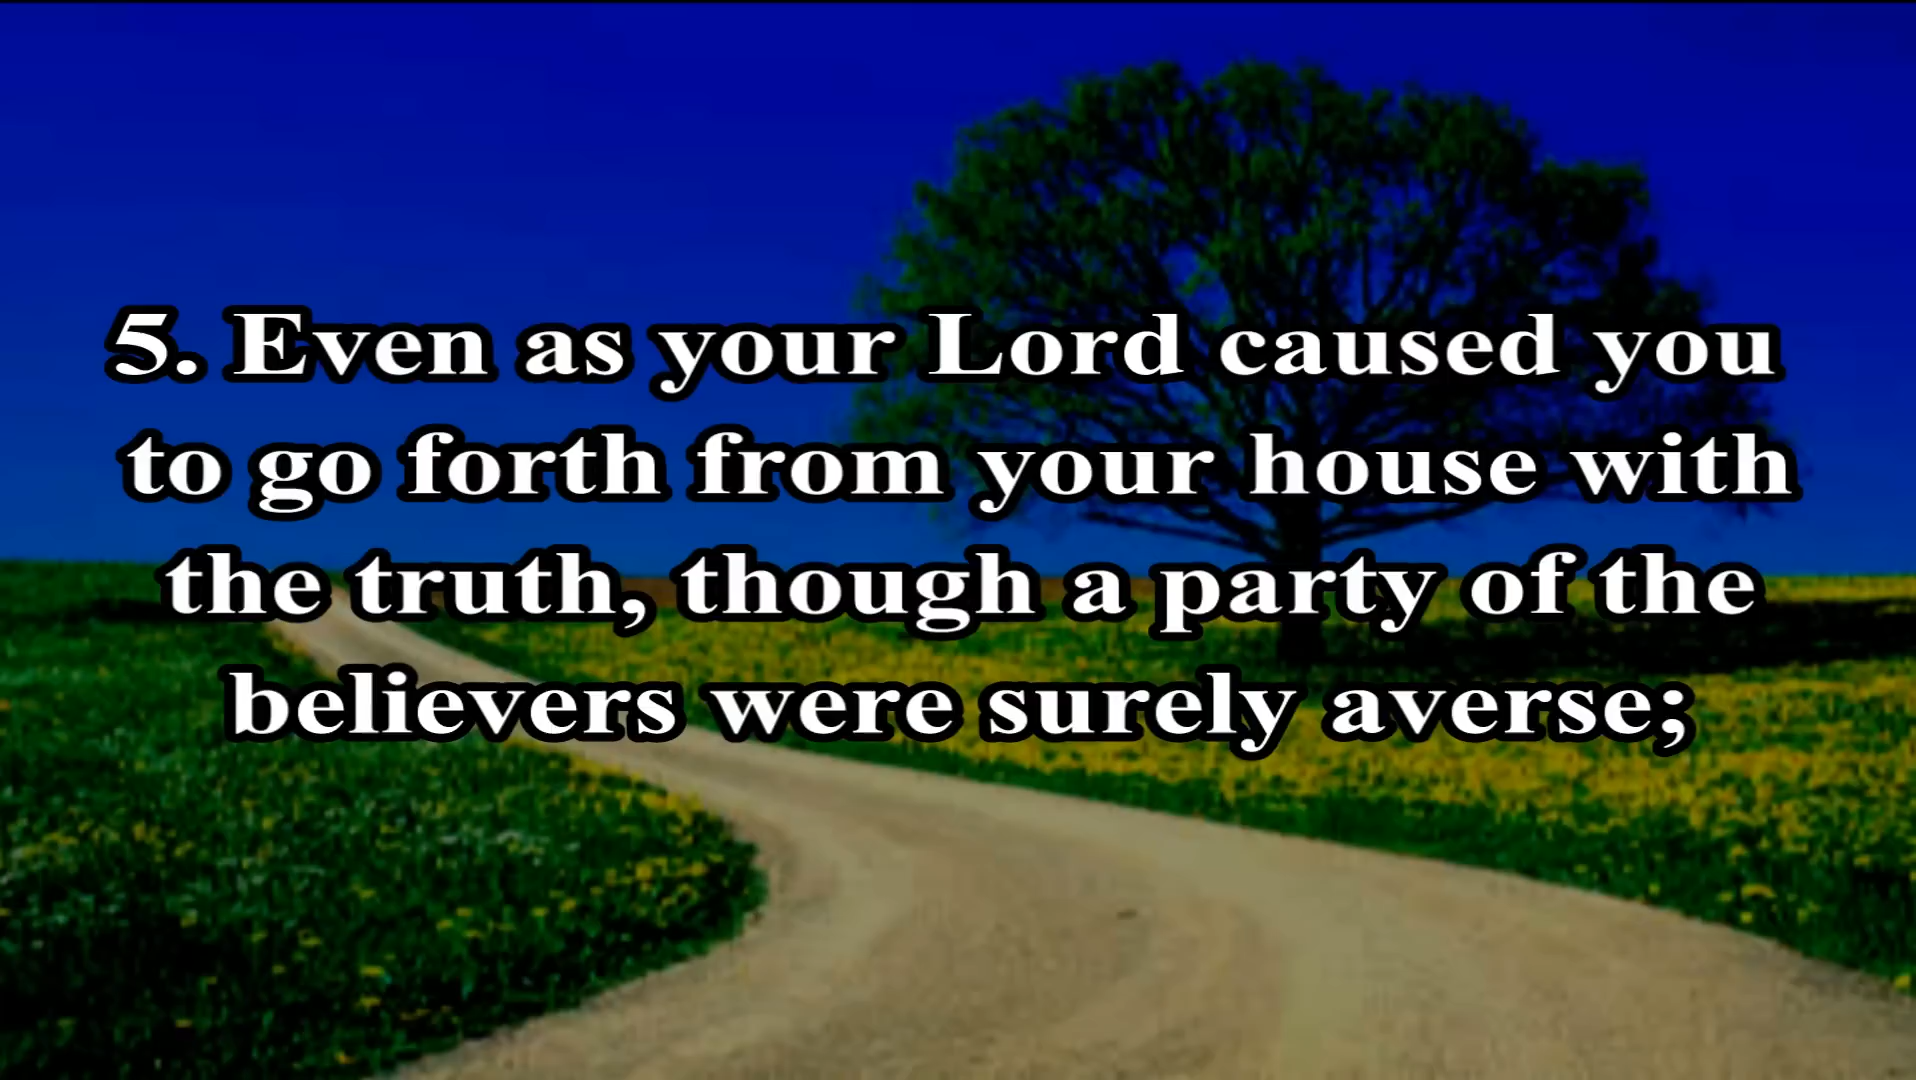 5. Even as your Lord caused you
to go forth from your house with
the truth, though a party of the
believers were surely averse;